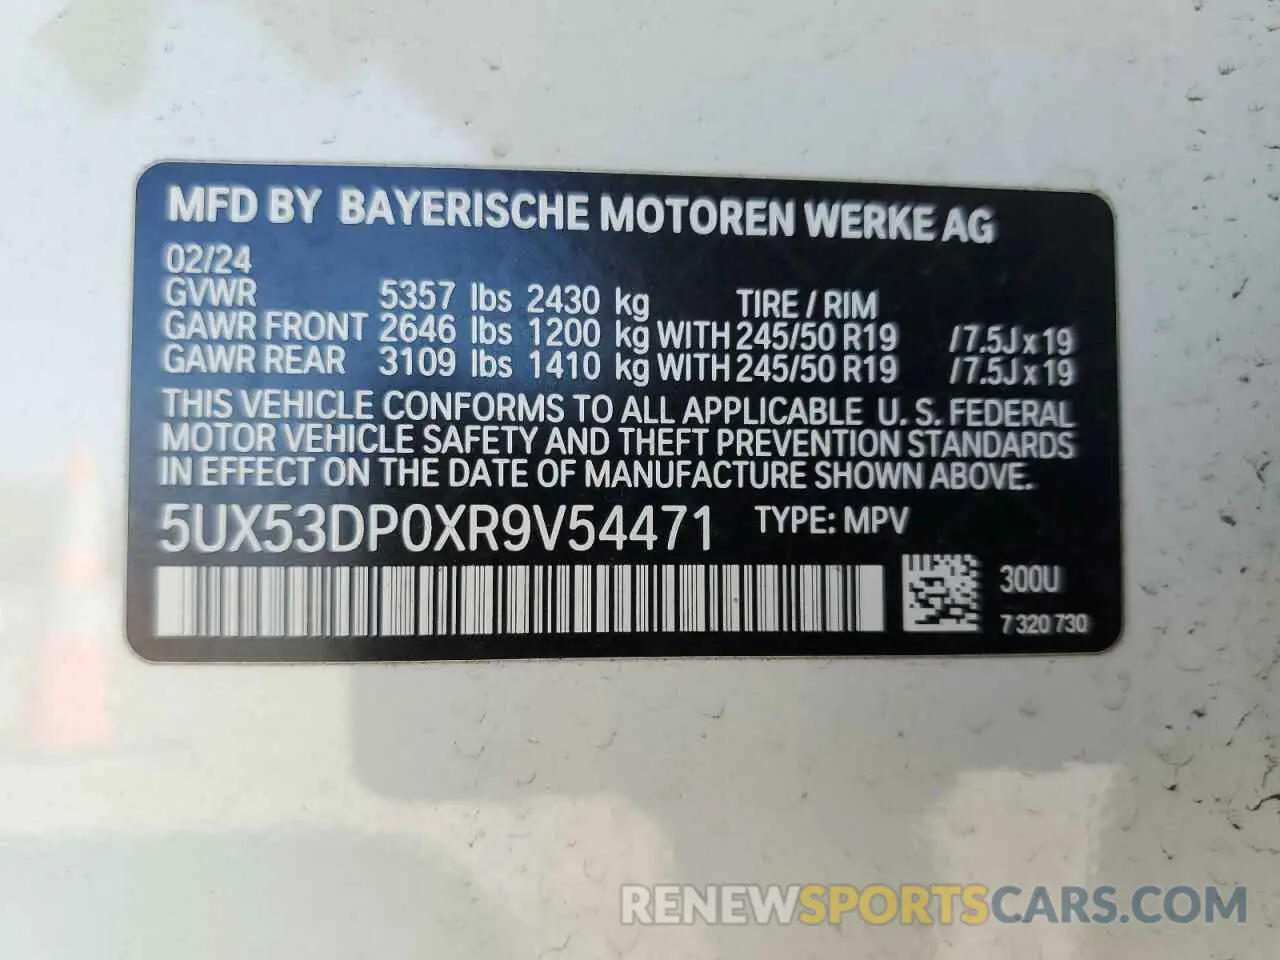 MFD BY BAYERISCHE MOTOREN WERKE AG
02/24
GVWR 5357 lbs 2430 kg TIRE / RIM
GAWR FRONT 2646 lbs 1200 kg WITH 245/50 R19 /7.5J x 19
GAWR REAR 3109 lbs 1410 kg WITH 245/50 R19 /7.5J x 19
THIS VEHICLE CONFORMS TO ALL APPLICABLE U. S. FEDERAL
MOTOR VEHICLE SAFETY AND THEFT PREVENTION STANDARDS
IN EFFECT ON THE DATE OF MANUFACTURE SHOWN ABOVE.
5UX53DP0XR9V54471 TYPE: MPV
300U
7 320 730
RENEWSPORTSCARS.COM